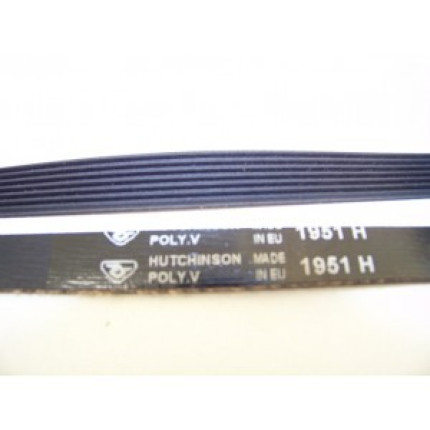 POLY.V IN EU 1951 H
HUTCHINSON MADE 1951 H
POLY.V IN EU